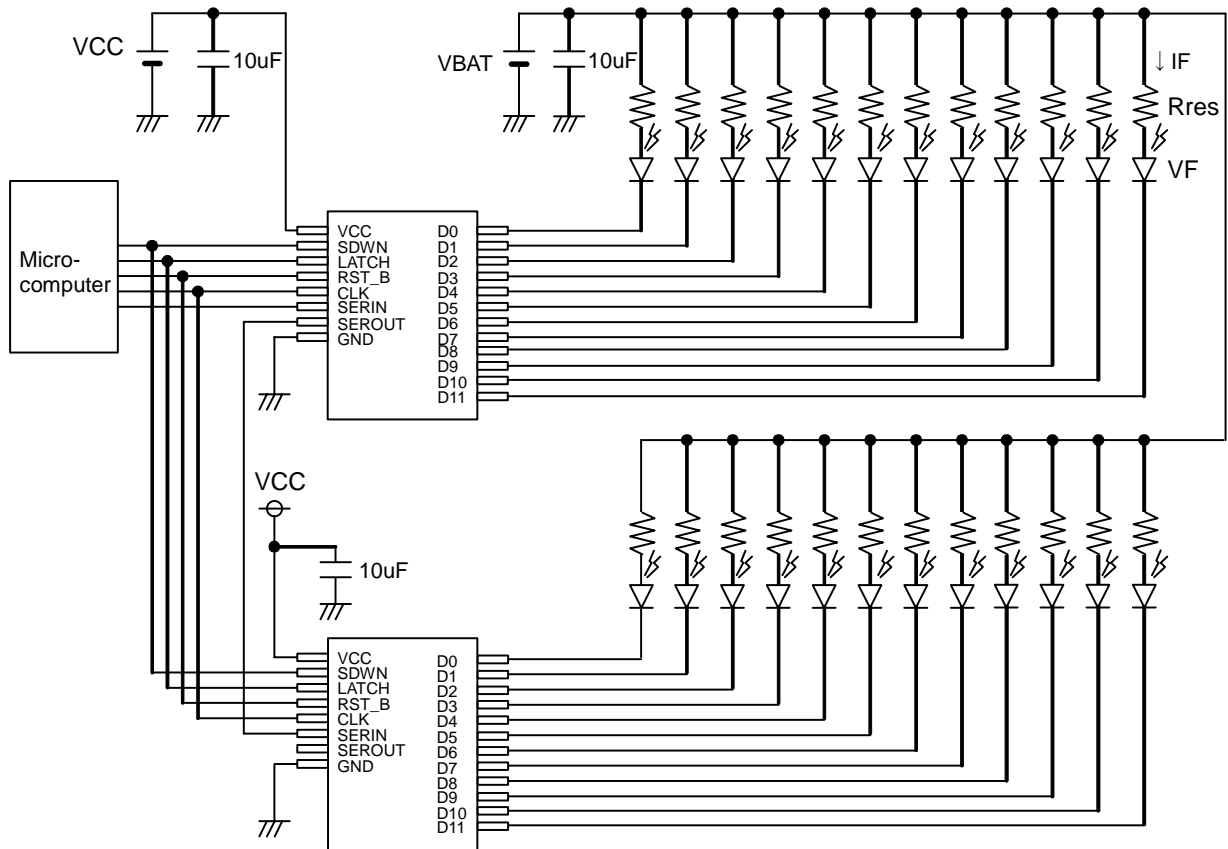 VCC
10uF
VBAT
10uF
↓ IF
Rres
VF
Micro-
computer
VCC
SDWN
LATCH
RST_B
CLK
SERIN
SEROUT
GND
D0
D1
D2
D3
D4
D5
D6
D7
D8
D9
D10
D11
VCC
10uF
VCC
SDWN
LATCH
RST_B
CLK
SERIN
SEROUT
GND
D0
D1
D2
D3
D4
D5
D6
D7
D8
D9
D10
D11